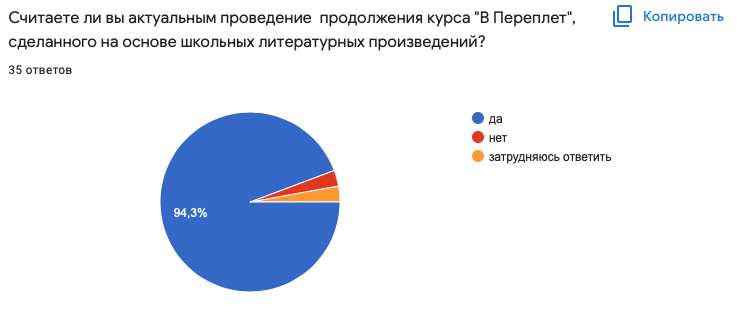 Считаете ли вы актуальным проведение  продолжения курса "В Переплет",
сделанного на основе школьных литературных произведений?
Копировать
35 ответов
94,3%
да
нет
затрудняюсь ответить